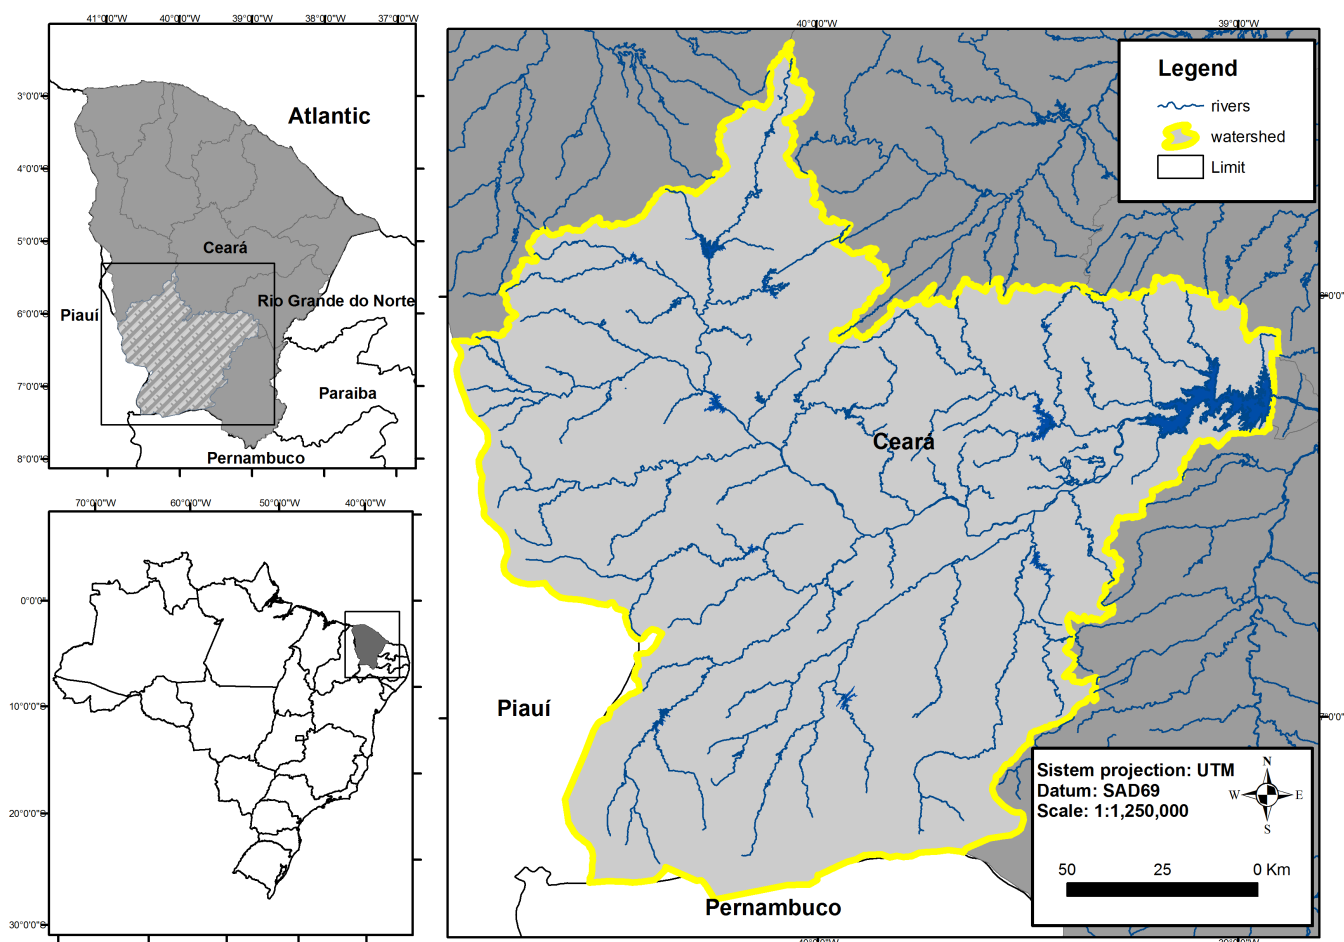 41°0'0"W 40°0'0"W 39°0'0"W 38°0'0"W 37°0'0"W
3°0'0"S
4°0'0"S
5°0'0"S
6°0'0"S
7°0'0"S
8°0'0"S
Atlantic
Ceará
Rio Grande do Norte
Piauí
Paraiba
Pernambuco
70°0'0"W 60°0'0"W 50°0'0"W 40°0'0"W
0°0'0"
10°0'0"S
20°0'0"S
30°0'0"S
40°0'0"W 39°0'0"W
Legend
rivers
watershed
Limit
Ceará
Piauí
Pernambuco
Sistem projection: UTM
Datum: SAD69
Scale: 1:1,250,000
N
W E
S
50 25 0 Km